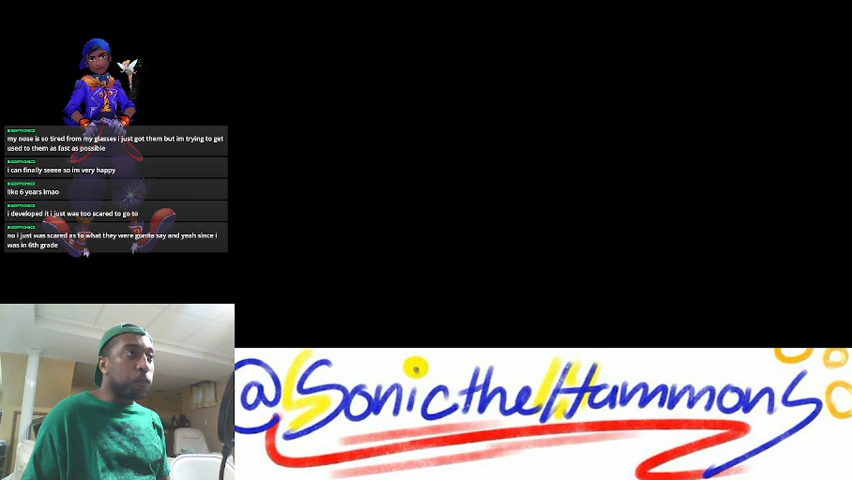 my nose is so tired from my glasses i just got them but im trying to get
used to them as fast as possible
i can finally seeee so im very happy
like 6 years lmao
i developed it i just was too scared to go to
no i just was scared as to what they were gonna say and yeah since i
was in 6th grade
@SonictheHammons